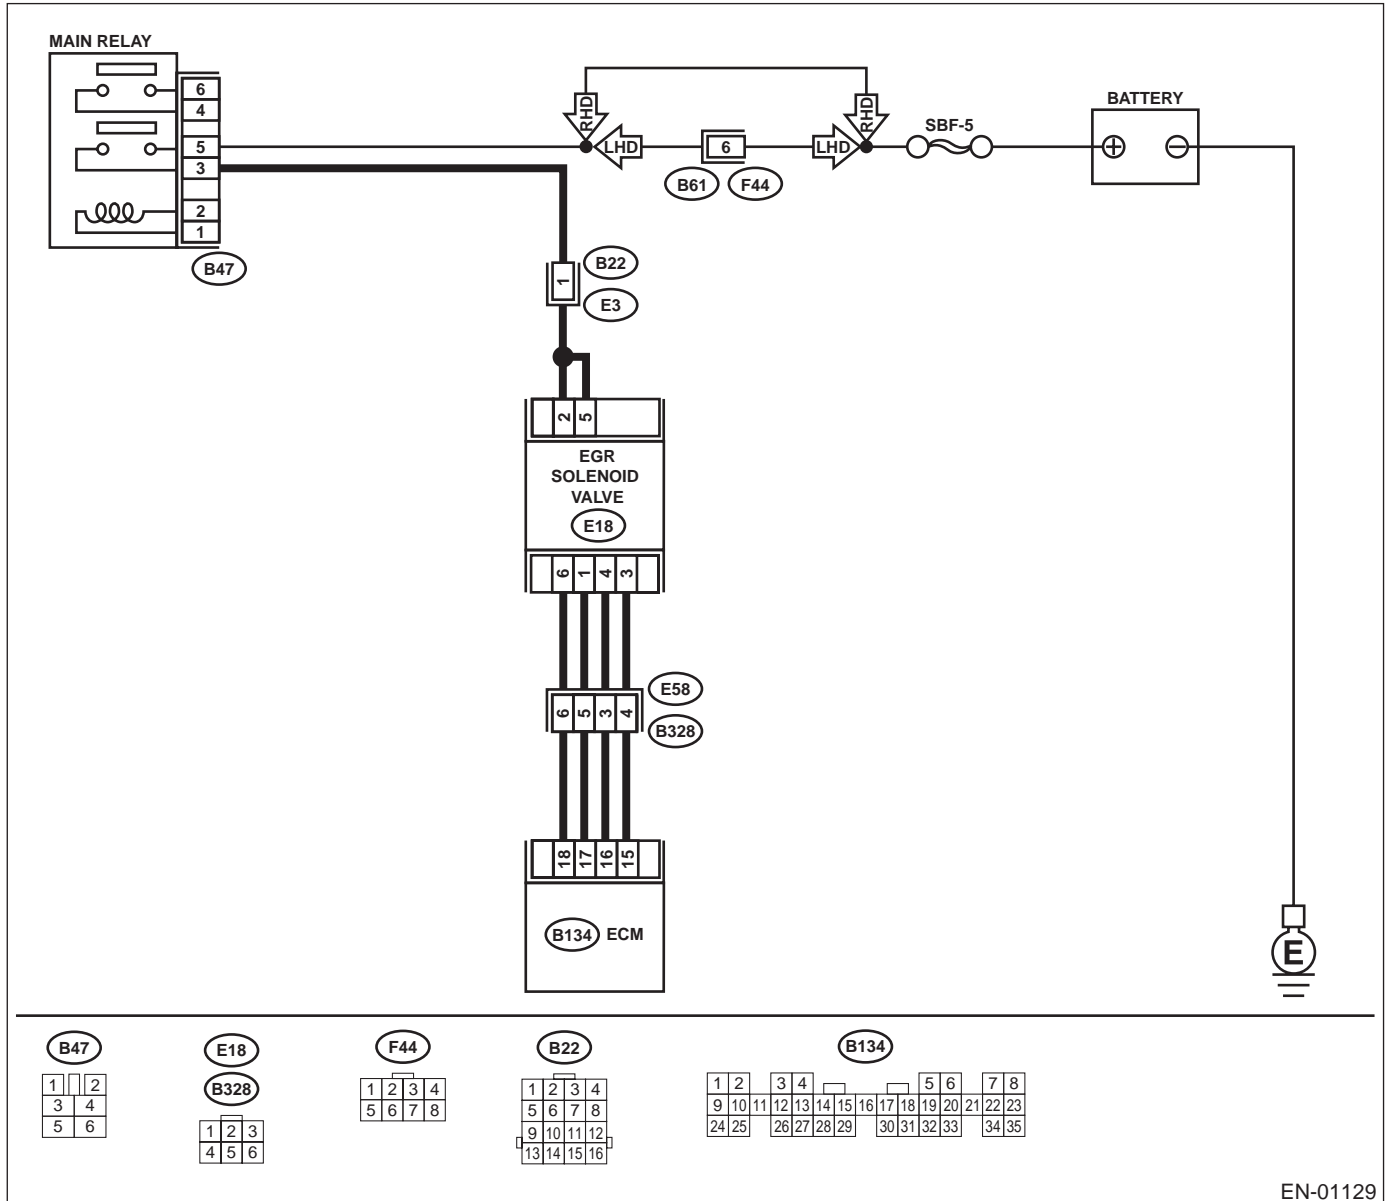 MAIN RELAY
6
4
5
3
2
1
B47
RHD
RHD
LHD
6
LHD
B61
F44
SBF-5
BATTERY
+
−
B22
1
E3
2 5
EGR
SOLENOID
VALVE
E18
6 1 4 3
E58
6 5 3 4
B328
18 17 16 15
B134 ECM
E
B47
1 2
3 4
5 6
E18
B328
1 2 3
4 5 6
F44
1 2 3 4
5 6 7 8
B22
1 2 3 4
5 6 7 8
9 10 11 12
13 14 15 16
B134
1 2 3 4 5 6 7 8
9 10 11 12 13 14 15 16 17 18 19 20 21 22 23
24 25 26 27 28 29 30 31 32 33 34 35
EN-01129